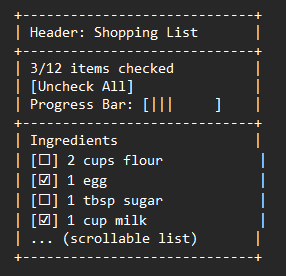 +---------------------------+
| Header: Shopping List |
+---------------------------+
| 3/12 items checked |
| [Uncheck All] |
| Progress Bar: [||| ] |
+---------------------------+
| Ingredients |
| [☐] 2 cups flour |
| [☑] 1 egg |
| [☐] 1 tbsp sugar |
| [☑] 1 cup milk |
| ... (scrollable list) |
+---------------------------+